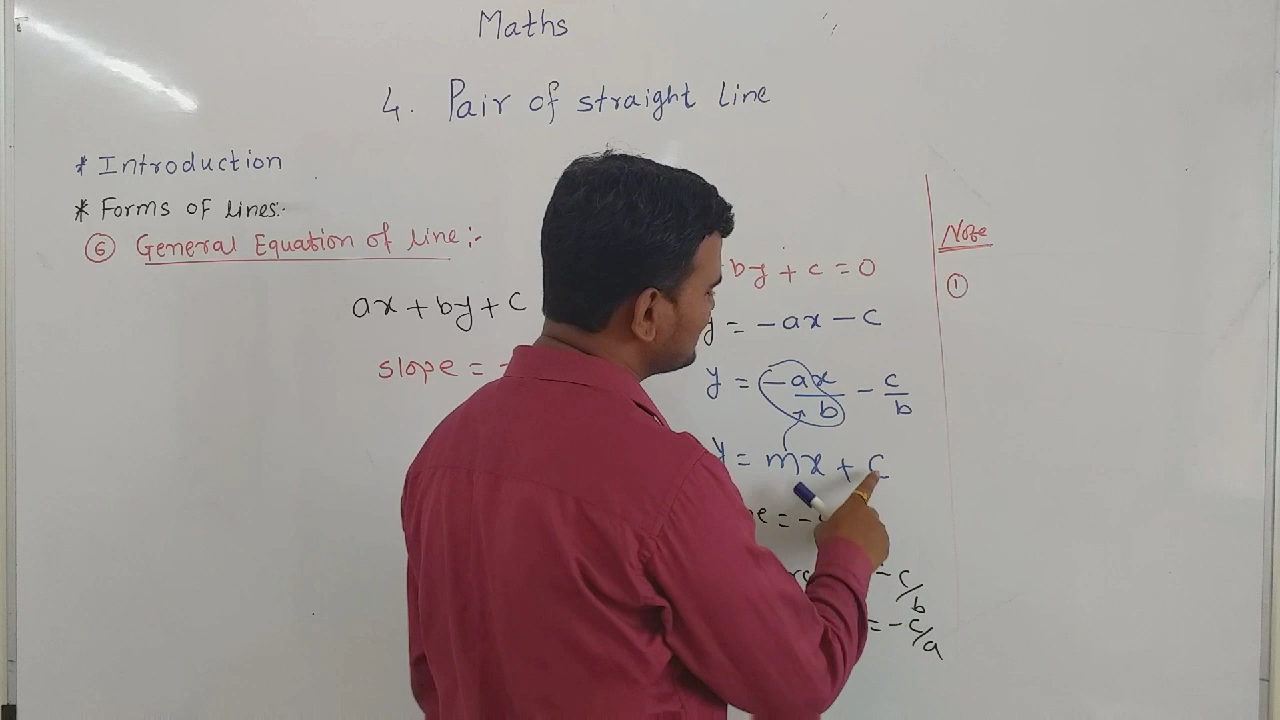 Maths
4. Pair of straight line
* Introduction
* Forms of lines:-
⑥ General Equation of line :-
ax + by + c
slope = -
by + c = 0
y = -ax - c
y = -ax/b - c/b
y = mx + c
= -
- c/b
= -c/a
Note
①